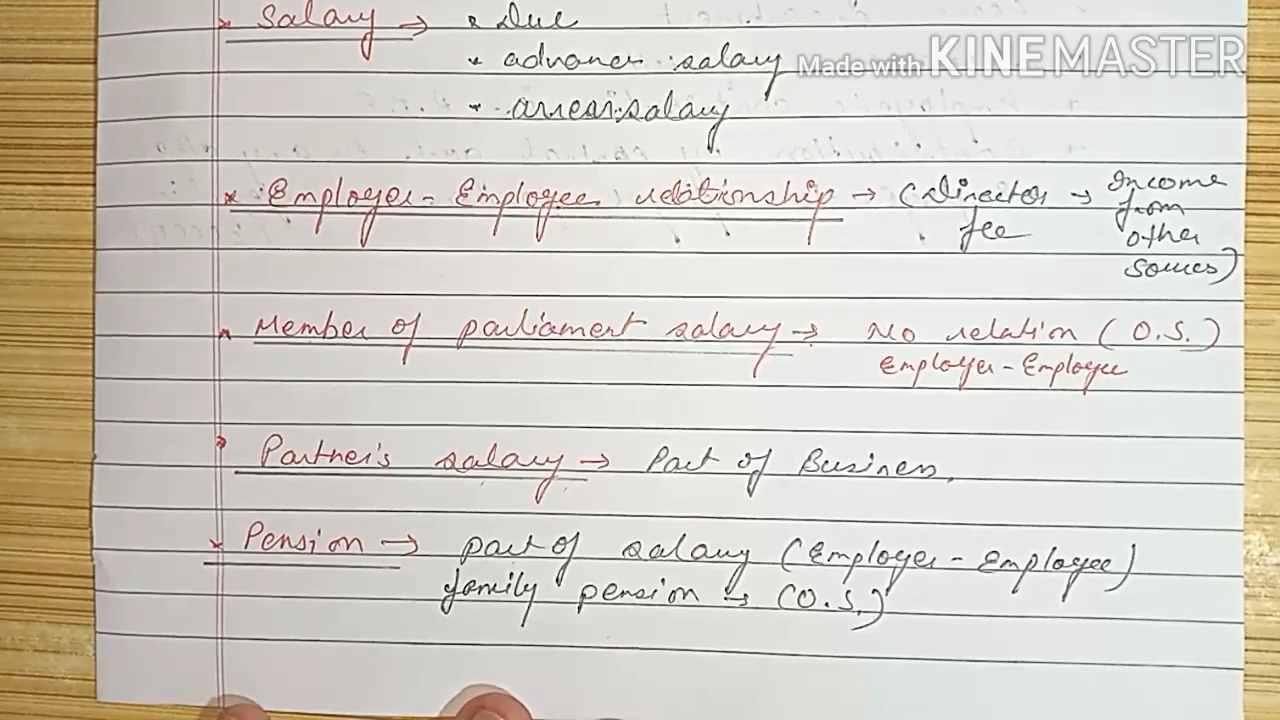 * Salary → * Due
* advance salary
Made with KINEMASTER
* arrear salary
* Employer - Employee relationship → (Director → Income
fee from
other
sources)
* Member of parliament salary → No relation (O.S.)
Employer - Employee
* Partner's salary → Part of Business.
* Pension → part of salary (Employer - Employee)
family pension → (O.S.)